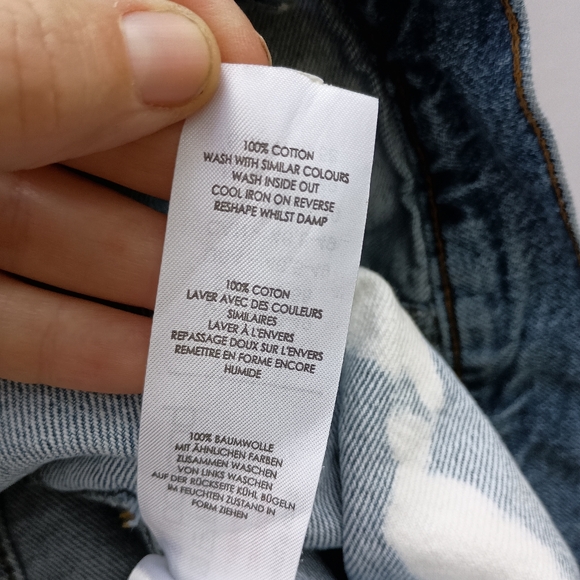 100% COTTON
WASH WITH SIMILAR COLOURS
WASH INSIDE OUT
COOL IRON ON REVERSE
RESHAPE WHILST DAMP
100% COTON
LAVER AVEC DES COULEURS
SIMILAIRES
LAVER À L'ENVERS
REPASSAGE DOUX SUR L'ENVERS
REMETTRE EN FORME ENCORE
HUMIDE
100% BAUMWOLLE
MIT ÄHNLICHEN FARBEN
ZUSAMMEN WASCHEN
VON LINKS WASCHEN
AUF DER RÜCKSEITE KÜHL BÜGELN
IM FEUCHTEN ZUSTAND IN
FORM ZIEHEN